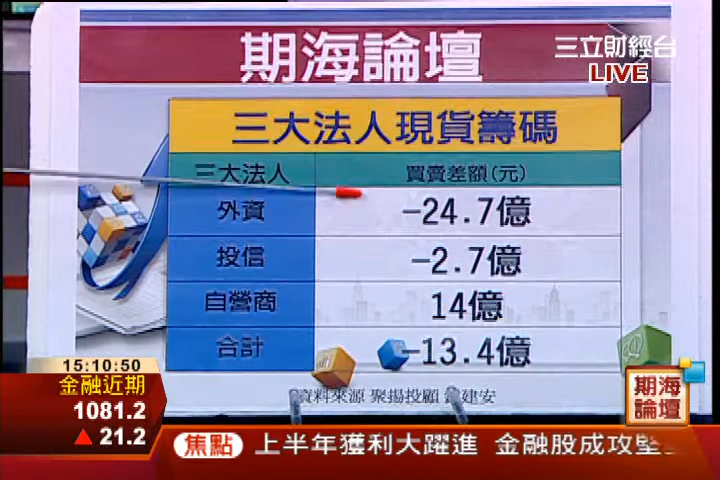 期海論壇
三立財經台
LIVE
三大法人現貨籌碼
三大法人 買賣差額(元)
外資 -24.7億
投信 -2.7億
自營商 14億
合計 -13.4億
資料來源 聚揚投顧 建安
15:10:50
金融近期
1081.2
▲ 21.2
期海
論壇
焦點 上半年獲利大躍進 金融股成攻堅